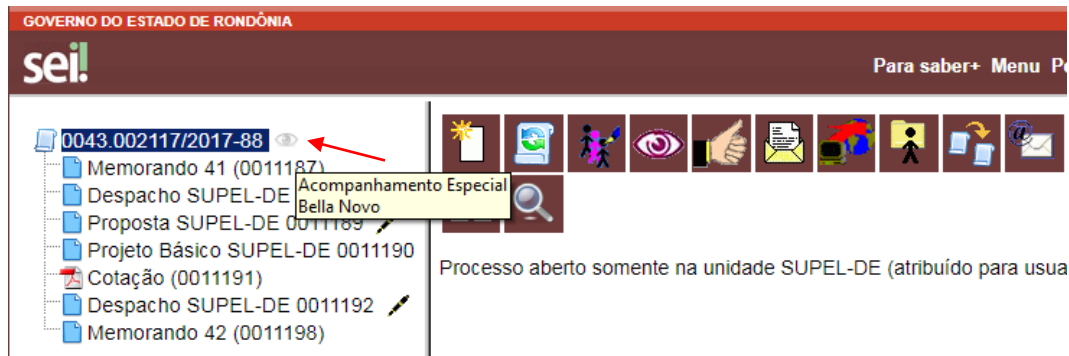 GOVERNO DO ESTADO DE RONDÔNIA
sei!
Para saber+ Menu
0043.002117/2017-88
Memorando 41 (0011187)
Acompanhamento Especial
Bella Novo
Despacho SUPEL-DE
Proposta SUPEL-DE 0011189
Projeto Básico SUPEL-DE 0011190
Cotação (0011191)
Despacho SUPEL-DE 0011192
Memorando 42 (0011198)
Processo aberto somente na unidade SUPEL-DE (atribuído para usua